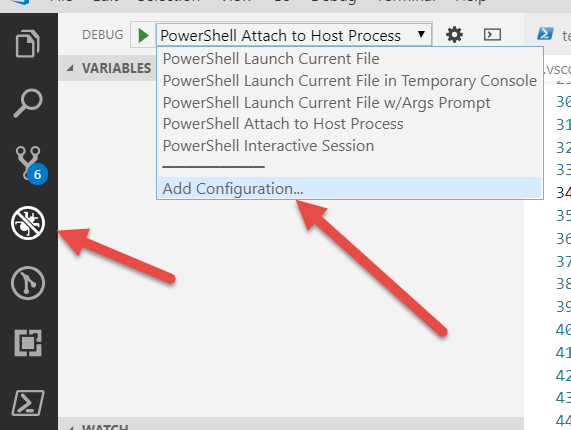 DEBUG PowerShell Attach to Host Process
PowerShell Launch Current File
PowerShell Launch Current File in Temporary Console
PowerShell Launch Current File w/Args Prompt
PowerShell Attach to Host Process
PowerShell Interactive Session
Add Configuration...
VARIABLES
6
WATCH
.vsco
30
31
32
33
34
35
36
37
38
39
40
41
42
43
44